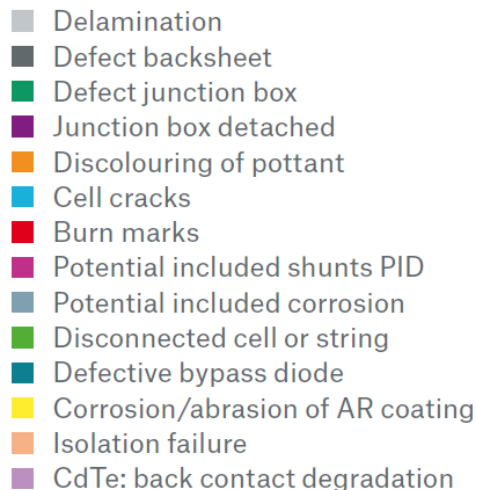 Delamination
Defect backsheet
Defect junction box
Junction box detached
Discolouring of pottant
Cell cracks
Burn marks
Potential included shunts PID
Potential included corrosion
Disconnected cell or string
Defective bypass diode
Corrosion/abrasion of AR coating
Isolation failure
CdTe: back contact degradation